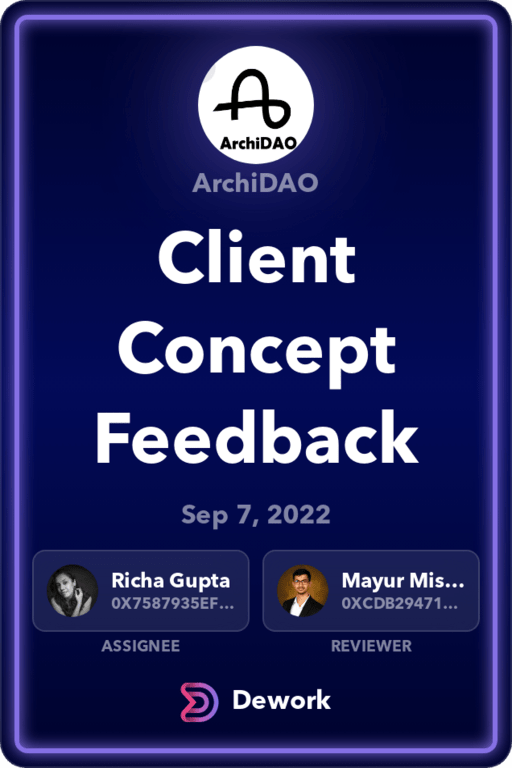 ArchiDAO
ArchiDAO
Client
Concept
Feedback
Sep 7, 2022
Richa Gupta
0X7587935EF...
ASSIGNEE
Mayur Mis...
0XCDB29471...
REVIEWER
Dework